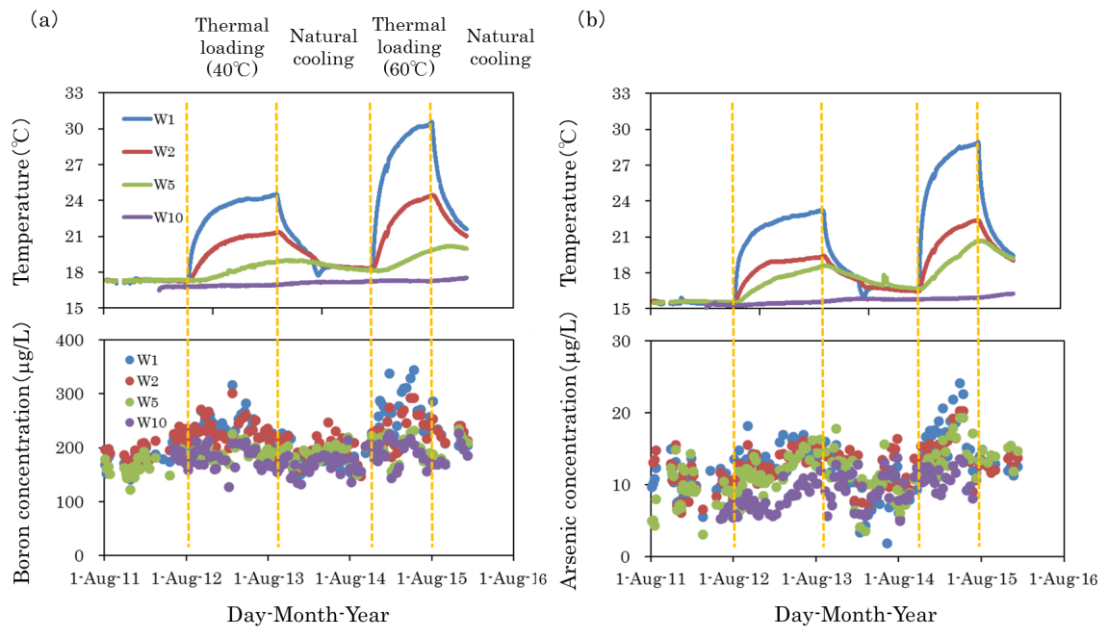 (a)
Thermal
loading
(40℃)
Natural
cooling
Thermal
loading
(60℃)
Natural
cooling
(b)
Temperature(℃)
33
30
27
24
21
18
15
W1
W2
W5
W10
Temperature(℃)
33
30
27
24
21
18
15
Boron concentration(μg/L)
400
300
200
100
0
W1
W2
W5
W10
1-Aug-11
1-Aug-12
1-Aug-13
1-Aug-14
1-Aug-15
1-Aug-16
Day-Month-Year
Arsenic concentration(μg/L)
30
20
10
0
1-Aug-11
1-Aug-12
1-Aug-13
1-Aug-14
1-Aug-15
1-Aug-16
Day-Month-Year